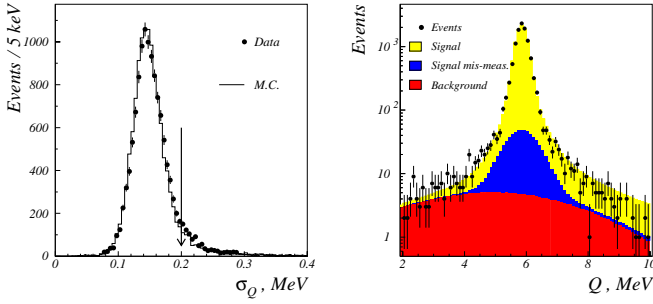 Events / 5 keV
1000
800
600
400
200
0
0
0.1
0.2
0.3
0.4
σQ , MeV
Data
M.C.
Events
10³
10²
10
1
2
4
6
8
10
Q , MeV
Events
Signal
Signal mis-meas.
Background